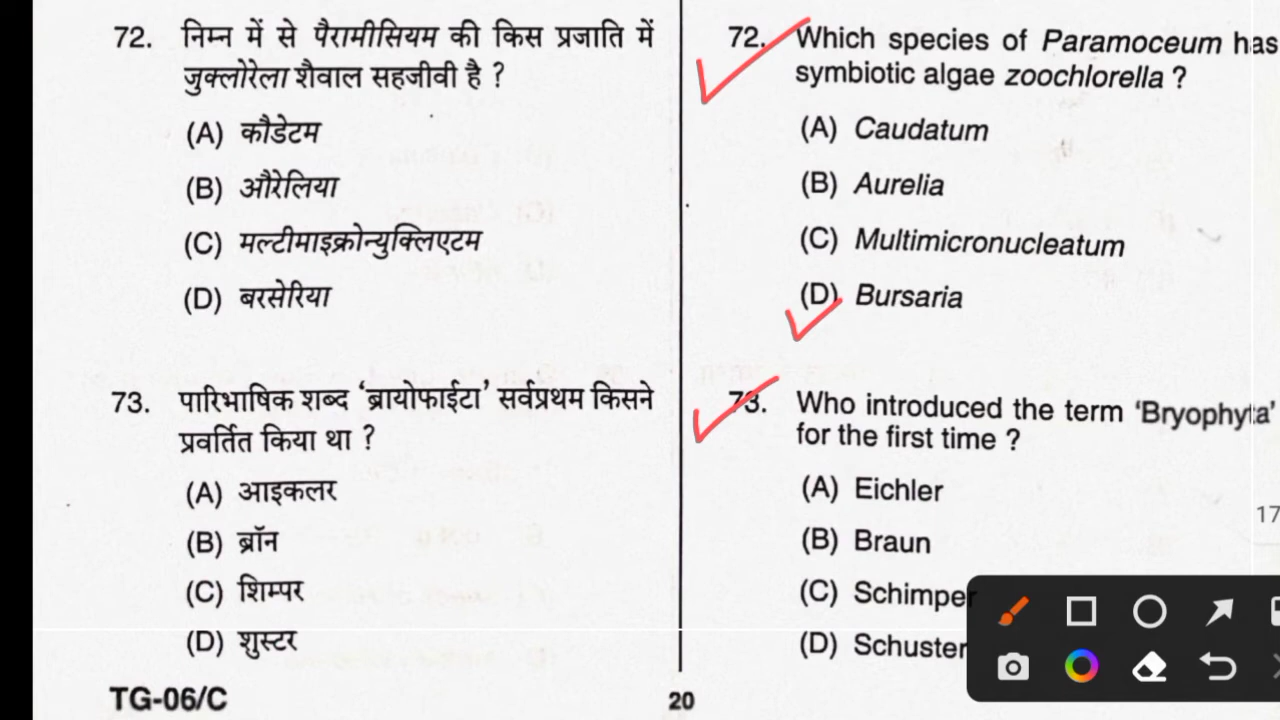 72. निम्न में से पैरामीसियम की किस प्रजाति में
जुक्लोरेला शैवाल सहजीवी है ?
(A) कौडेटम
(B) औरेलिया
(C) मल्टीमाइक्रोन्युक्लिएटम
(D) बरसेरिया
73. पारिभाषिक शब्द ‘ब्रायोफाईटा’ सर्वप्रथम किसने
प्रवर्तित किया था ?
(A) आइकलर
(B) ब्रॉन
(C) शिम्पर
(D) शुस्टर
TG-06/C
72. Which species of Paramoceum has
symbiotic algae zoochlorella ?
(A) Caudatum
(B) Aurelia
(C) Multimicronucleatum
(D) Bursaria
73. Who introduced the term ‘Bryophyta’
for the first time ?
(A) Eichler
(B) Braun
(C) Schimper
(D) Schuster
20
17